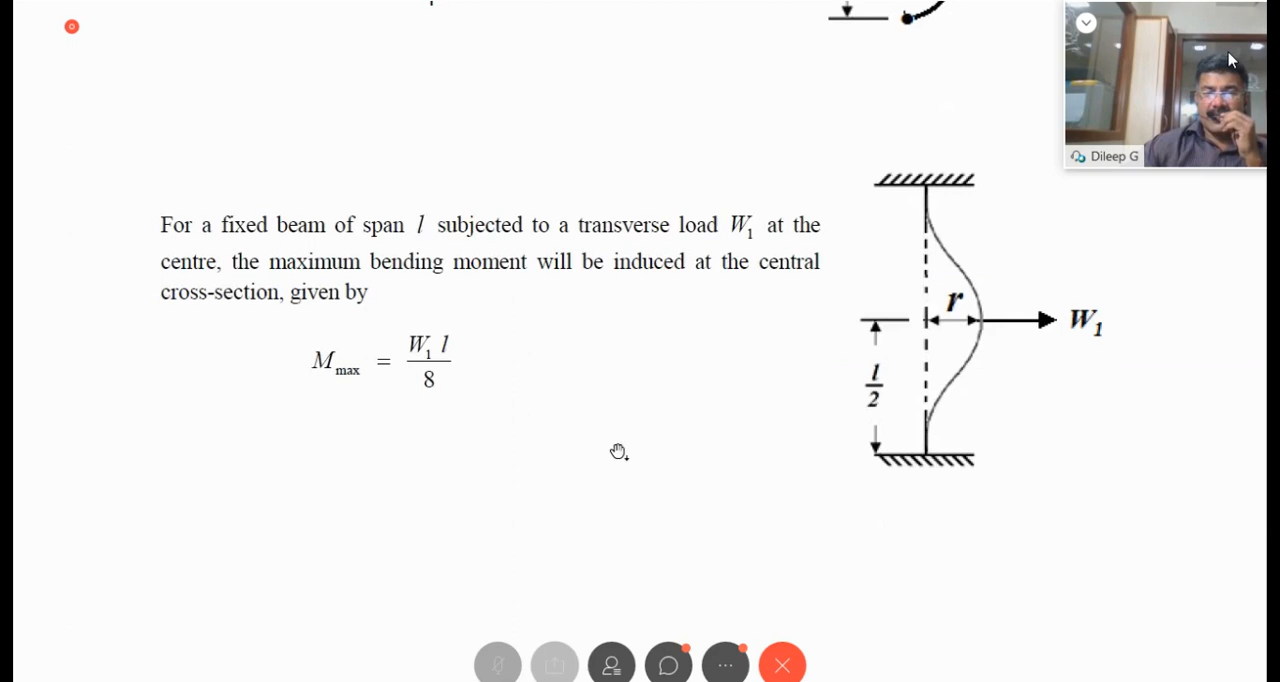 Dileep G
For a fixed beam of span l subjected to a transverse load W₁ at the
centre, the maximum bending moment will be induced at the central
cross-section, given by
M max = W₁ l / 8
r
W₁
l/2